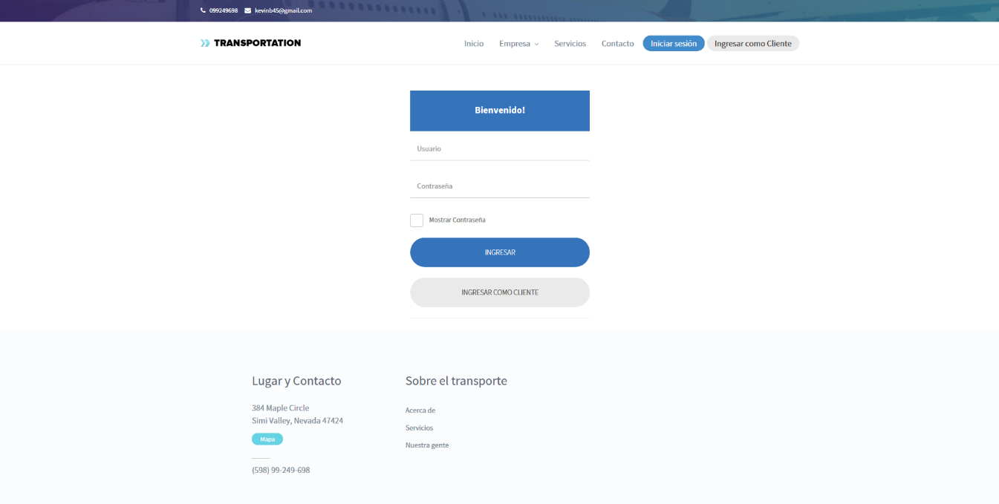 099249698 kevinb45@gmail.com
TRANSPORTATION
Inicio Empresa Servicios Contacto Iniciar sesión Ingresar como Cliente
Bienvenido!
Usuario
Contraseña
Mostrar Contraseña
INGRESAR
INGRESAR COMO CLIENTE
Lugar y Contacto
384 Maple Circle
Simi Valley, Nevada 47424
Mapa
(598) 99-249-698
Sobre el transporte
Acerca de
Servicios
Nuestra gente